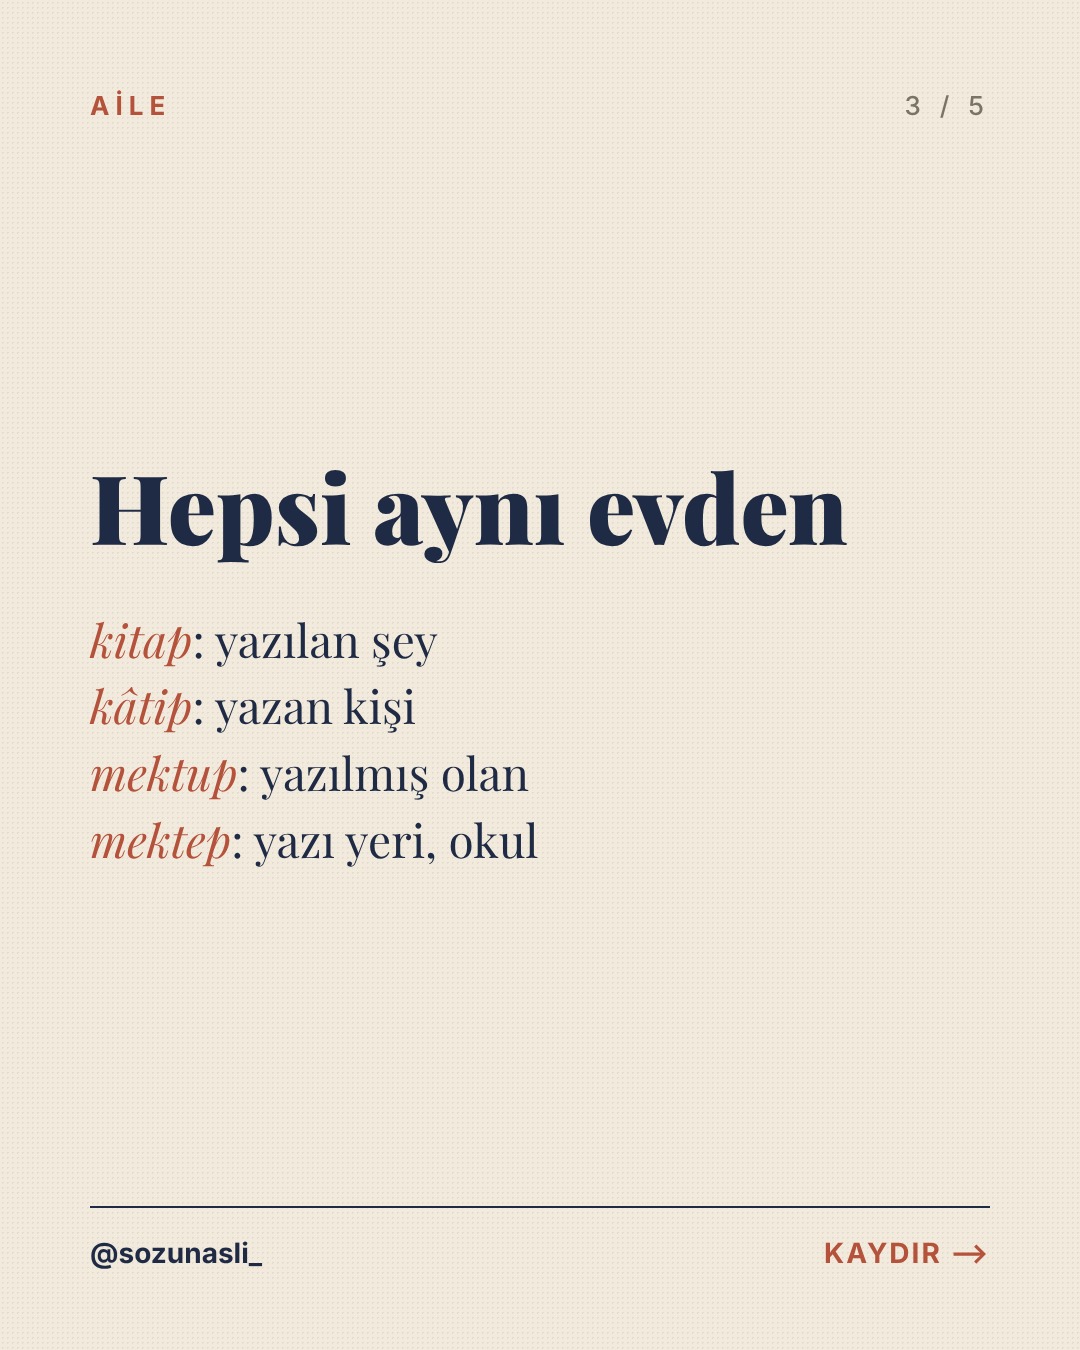 AİLE
3 / 5
Hepsi aynı evden
kitap: yazılan şey
kâtip: yazan kişi
mektup: yazılmış olan
mektep: yazı yeri, okul
@sozunasli_
KAYDIR →